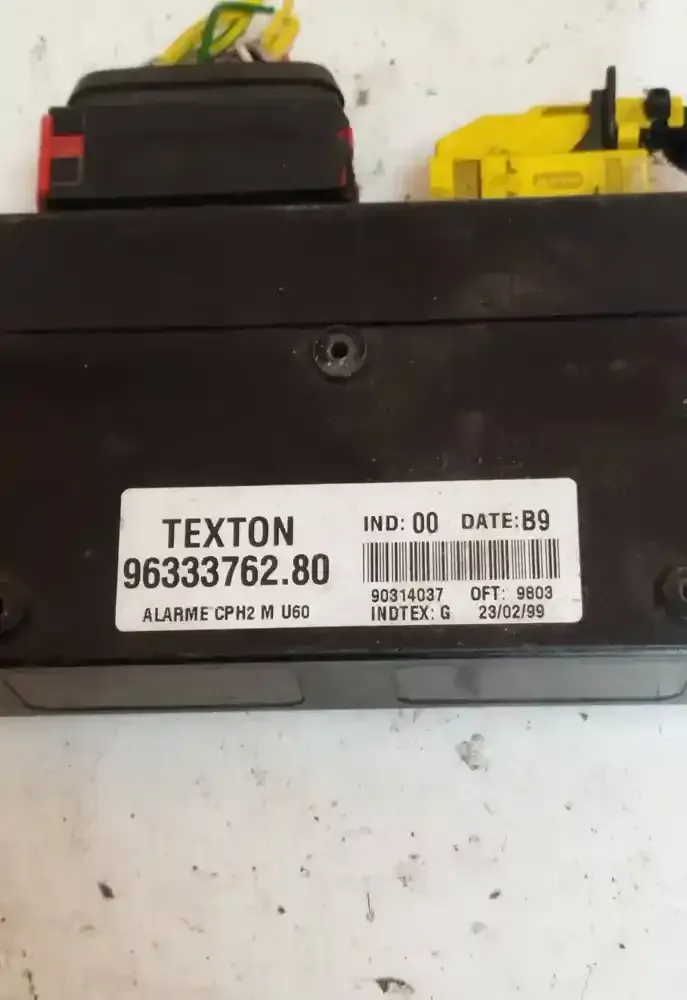 TEXTON
96333762.80
ALARME CPH2 M U60
IND: 00 DATE:B9
90314037 OFT: 9803
INDTEX: G 23/02/99